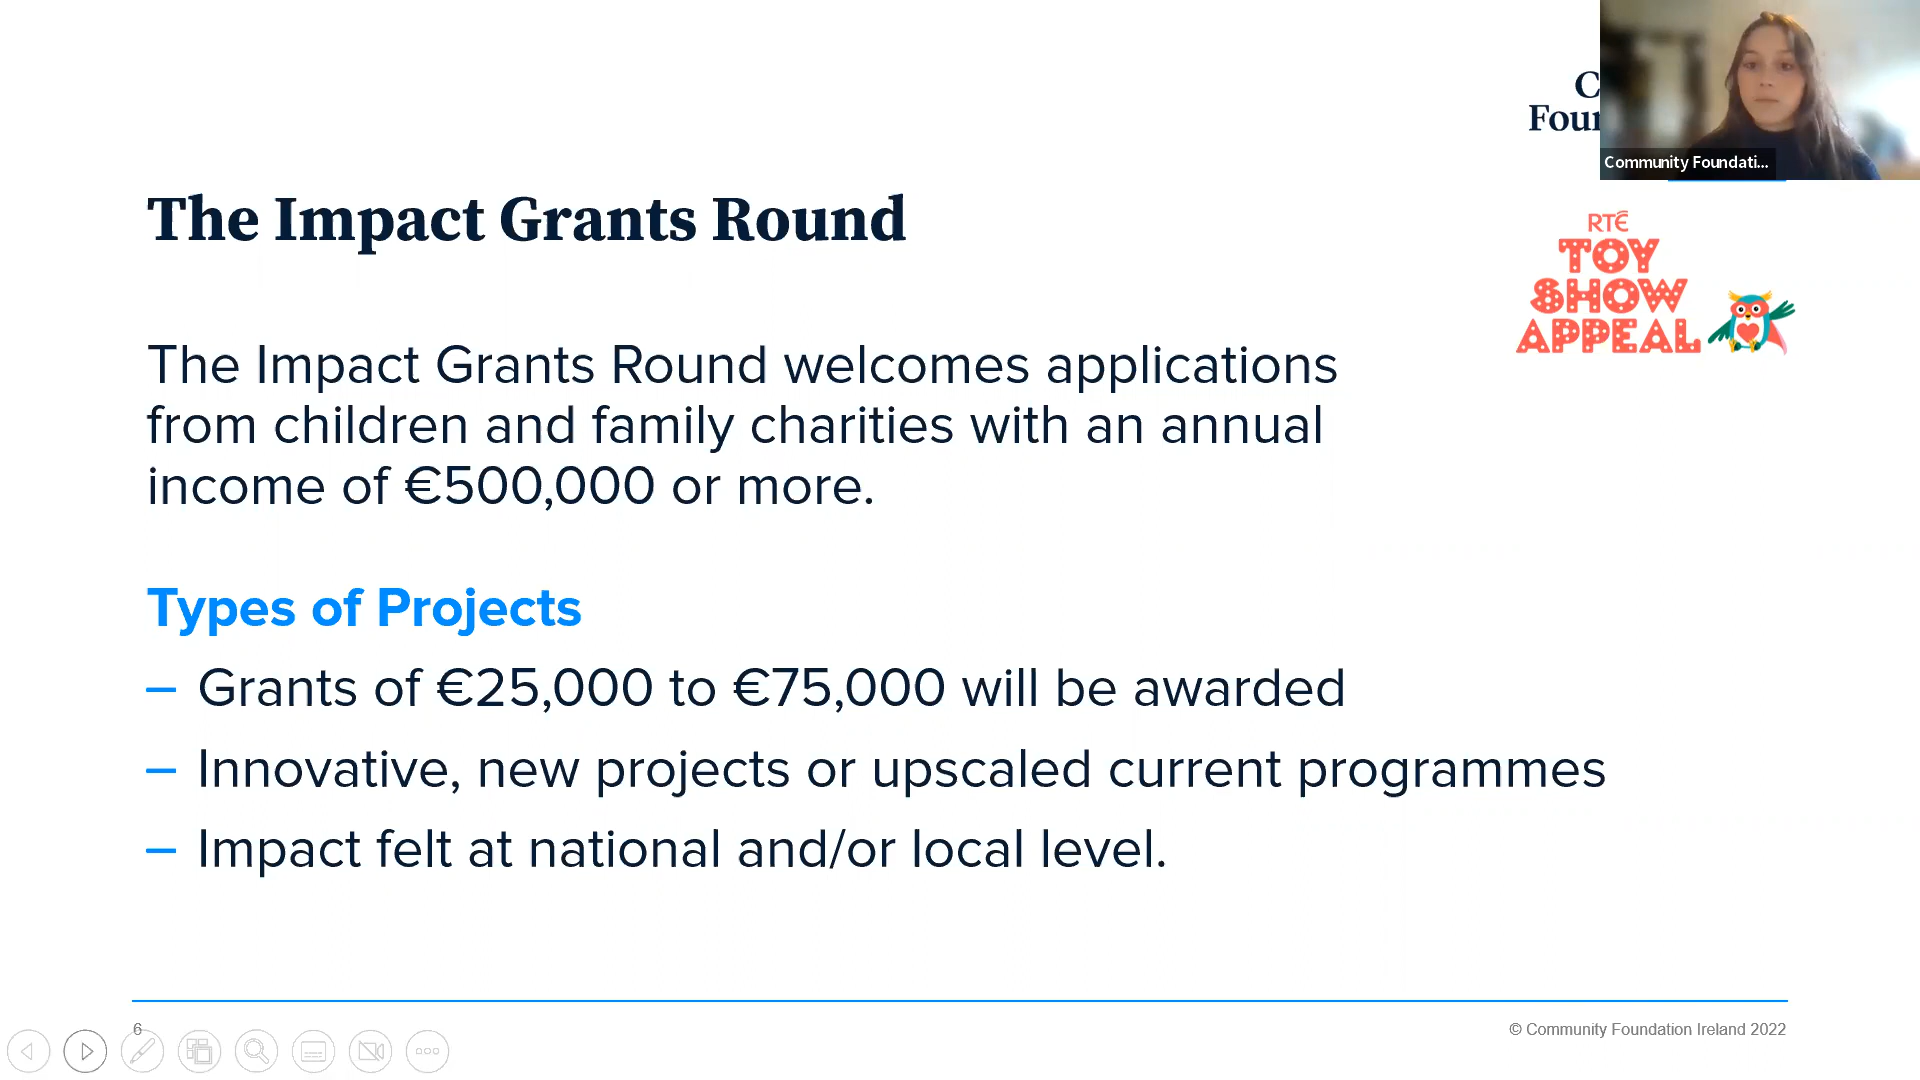 C
Foun
Community Foundati...
The Impact Grants Round
RTÉ
TOY
SHOW
APPEAL
The Impact Grants Round welcomes applications
from children and family charities with an annual
income of €500,000 or more.
Types of Projects
– Grants of €25,000 to €75,000 will be awarded
– Innovative, new projects or upscaled current programmes
– Impact felt at national and/or local level.
6
© Community Foundation Ireland 2022